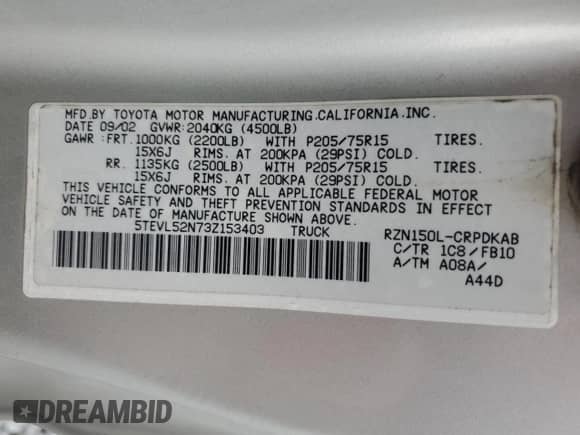 MFD.BY TOYOTA MOTOR MANUFACTURING.CALIFORNIA.INC.
DATE 09/02 GVWR:2040KG (4500LB)
GAWR:FRT.1000KG (2200LB) WITH P205/75R15 TIRES.
15X6J RIMS. AT 200KPA (29PSI) COLD.
RR. 1135KG (2500LB) WITH P205/75R15 TIRES.
15X6J RIMS. AT 200KPA (29PSI) COLD.
THIS VEHICLE CONFORMS TO ALL APPLICABLE FEDERAL MOTOR
VEHICLE SAFETY AND THEFT PREVENTION STANDARDS IN EFFECT
ON THE DATE OF MANUFACTURE SHOWN ABOVE.
5TEVL52N73Z153403 TRUCK RZN150L-CRPDKAB
C/TR 1C8/FB10
A/TM A08A/
A44D
DREAMBID